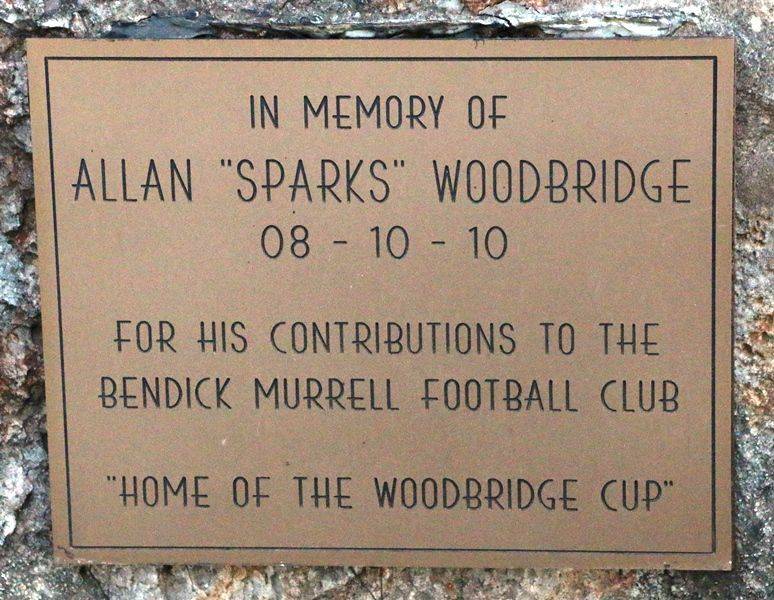 IN MEMORY OF
ALLAN "SPARKS" WOODBRIDGE
08 - 10 - 10
FOR HIS CONTRIBUTIONS TO THE
BENDICK MURRELL FOOTBALL CLUB
"HOME OF THE WOODBRIDGE CUP"